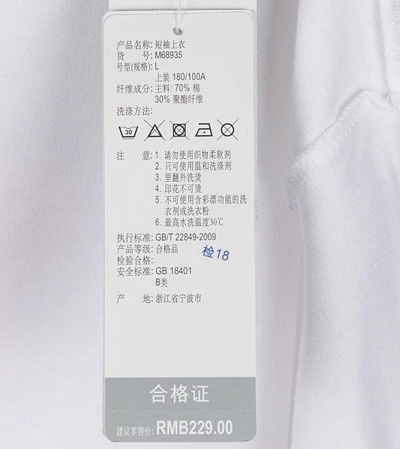 产品名称: 短袖上衣
货 号: M68935
号型(规格): L
上装 180/100A
纤维成分: 主料: 70% 棉
30% 聚酯纤维
洗涤方法:
30
注 意: 1. 请勿使用织物柔软剂
2. 只可使用温和洗涤剂
3. 里翻外洗烫
4. 印花不可烫
5. 不可使用含彩漂功能的洗
衣剂或洗衣粉
6. 最高水洗温度30℃
执行标准: GB/T 22849-2009
产品等级: 合格品
检验合格: 检18
安全标准: GB 18401
B类
产 地: 浙江省宁波市
合格证
建议零售价: RMB229.00